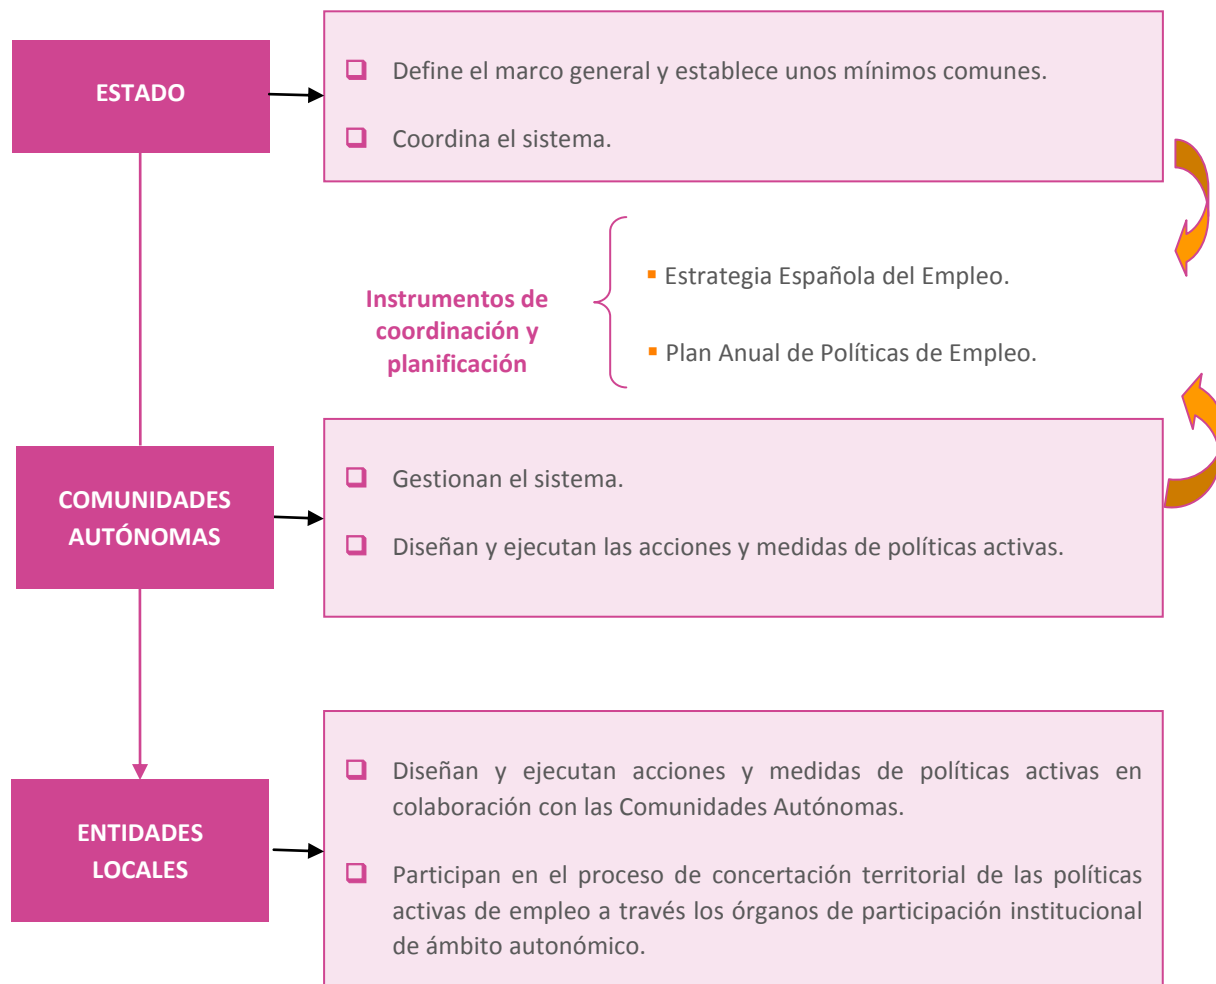 ESTADO
Define el marco general y establece unos mínimos comunes.
Coordina el sistema.
Instrumentos de
coordinación y
planificación
Estrategia Española del Empleo.
Plan Anual de Políticas de Empleo.
COMUNIDADES
AUTÓNOMAS
Gestionan el sistema.
Diseñan y ejecutan las acciones y medidas de políticas activas.
ENTIDADES
LOCALES
Diseñan y ejecutan acciones y medidas de políticas activas en
colaboración con las Comunidades Autónomas.
Participan en el proceso de concertación territorial de las políticas
activas de empleo a través los órganos de participación institucional
de ámbito autonómico.